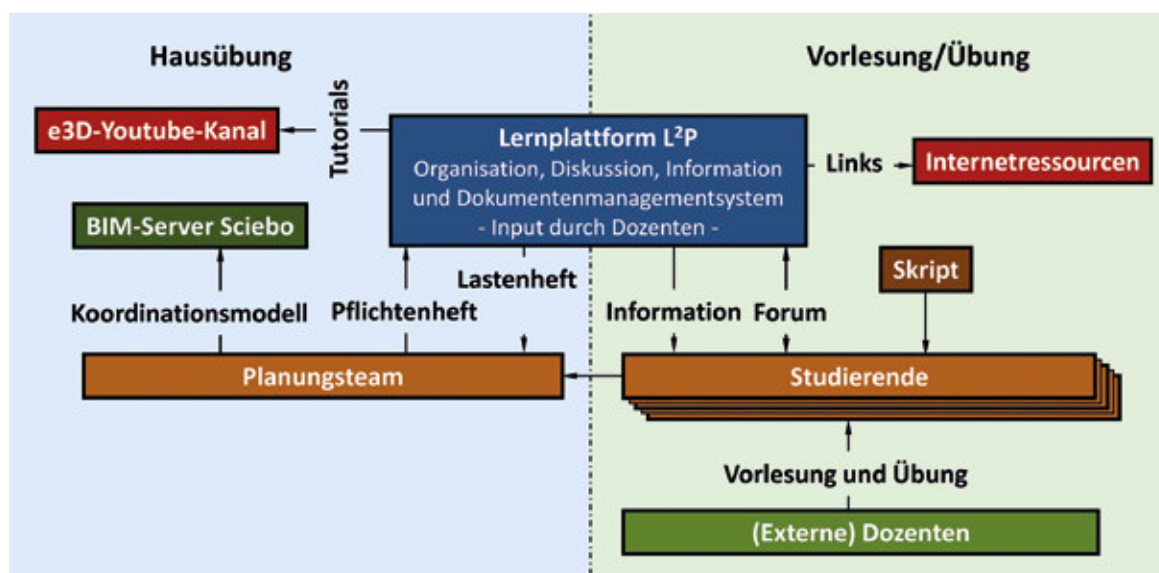 Hausübung
Vorlesung/Übung
e3D-Youtube-Kanal
Tutorials
Lernplattform L²P
Organisation, Diskussion, Information
und Dokumentenmanagementsystem
- Input durch Dozenten -
Links
Internetressourcen
BIM-Server Sciebo
Skript
Koordinationsmodell
Pflichtenheft
Lastenheft
Information
Forum
Planungsteam
Studierende
Vorlesung und Übung
(Externe) Dozenten